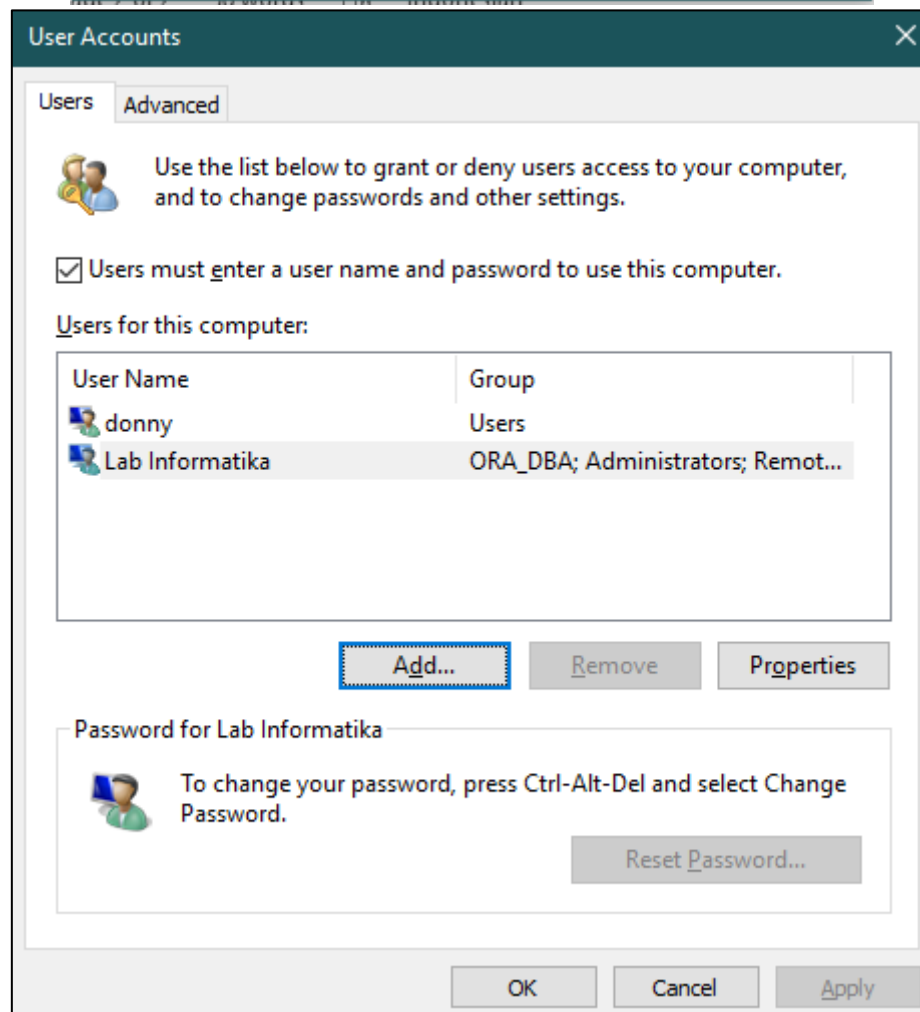 User Accounts
Users
Advanced
Use the list below to grant or deny users access to your computer,
and to change passwords and other settings.
Users must enter a user name and password to use this computer.
Users for this computer:
User Name Group
donny Users
Lab Informatika ORA_DBA; Administrators; Remot...
Add... Remove Properties
Password for Lab Informatika
To change your password, press Ctrl-Alt-Del and select Change
Password.
Reset Password...
OK Cancel Apply